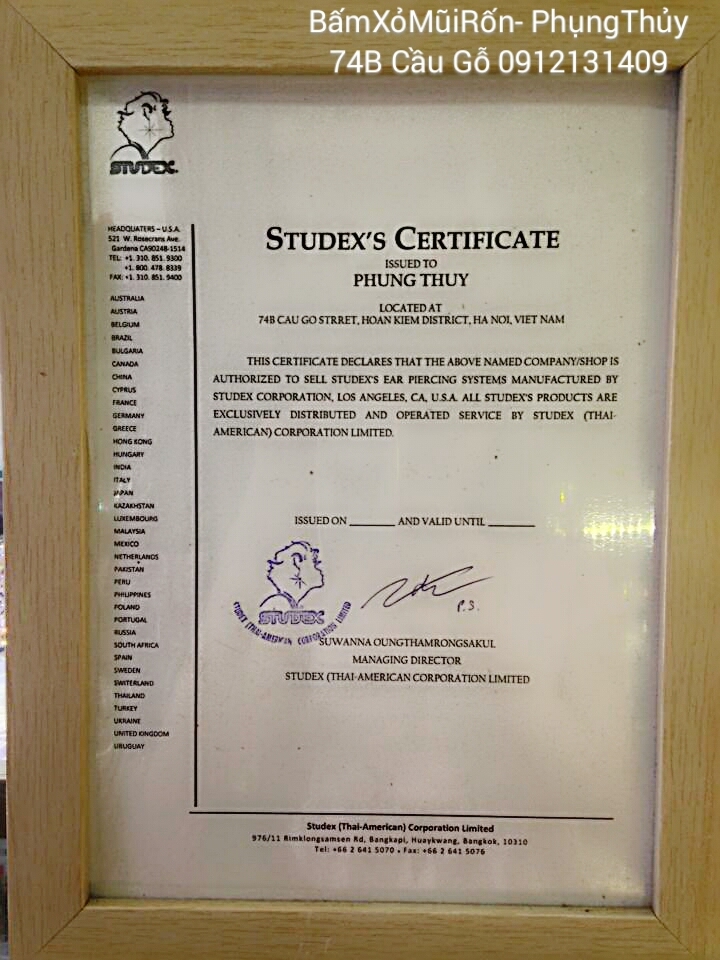 BấmXỏMũiRốn- PhụngThủy
74B Cầu Gỗ 0912131409
STUDEX
HEADQUATERS – U.S.A.
521 W. Rosecrans Ave.
Gardena CA90248-1514
TEL: +1. 310. 851. 9300
+1. 800. 478. 8339
FAX: +1. 310. 851. 9400
AUSTRALIA
AUSTRIA
BELGIUM
BRAZIL
BULGARIA
CANADA
CHINA
CYPRUS
FRANCE
GERMANY
GREECE
HONG KONG
HUNGARY
INDIA
ITALY
JAPAN
KAZAKHSTAN
LUXEMBOURG
MALAYSIA
MEXICO
NETHERLANDS
PAKISTAN
PERU
PHILIPPINES
POLAND
PORTUGAL
RUSSIA
SOUTH AFRICA
SPAIN
SWEDEN
SWITERLAND
THAILAND
TURKEY
UKRAINE
UNITED KINGDOM
URUGUAY
STUDEX'S CERTIFICATE
ISSUED TO
PHUNG THUY
LOCATED AT
74B CAU GO STRRET, HOAN KIEM DISTRICT, HA NOI, VIET NAM
THIS CERTIFICATE DECLARES THAT THE ABOVE NAMED COMPANY/SHOP IS
AUTHORIZED TO SELL STUDEX'S EAR PIERCING SYSTEMS MANUFACTURED BY
STUDEX CORPORATION, LOS ANGELES, CA, U.S.A. ALL STUDEX'S PRODUCTS ARE
EXCLUSIVELY DISTRIBUTED AND OPERATED SERVICE BY STUDEX (THAI-
AMERICAN) CORPORATION LIMITED.
ISSUED ON ________ AND VALID UNTIL ________
STUDEX
STUDEX (THAI-AMERICAN CORPORATION LIMITED
P.S.
SUWANNA OUNGTHAMRONGSAKUL
MANAGING DIRECTOR
STUDEX (THAI-AMERICAN CORPORATION LIMITED
Studex (Thai-American) Corporation Limited
976/11 Rimklongsamsen Rd, Bangkapi, Huaykwang, Bangkok, 10310
Tel: +66 2 641 5070 • Fax: +66 2 641 5076